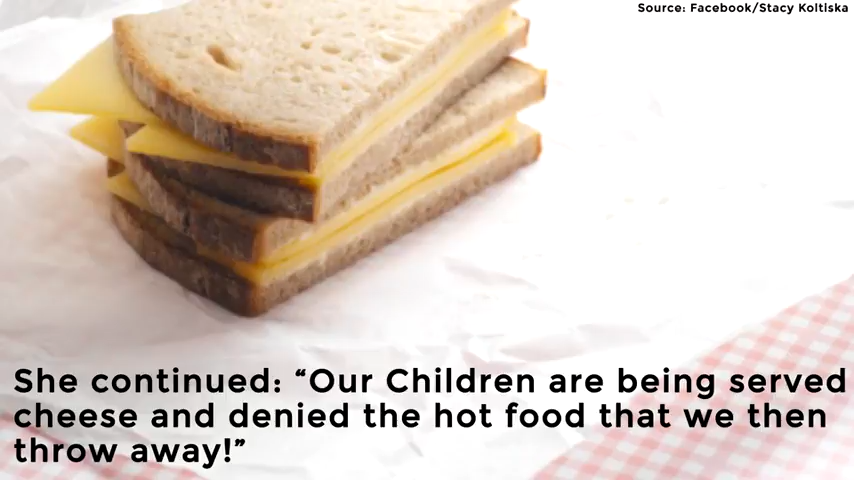 Source: Facebook/Stacy Koltiska
She continued: “Our Children are being served
cheese and denied the hot food that we then
throw away!”